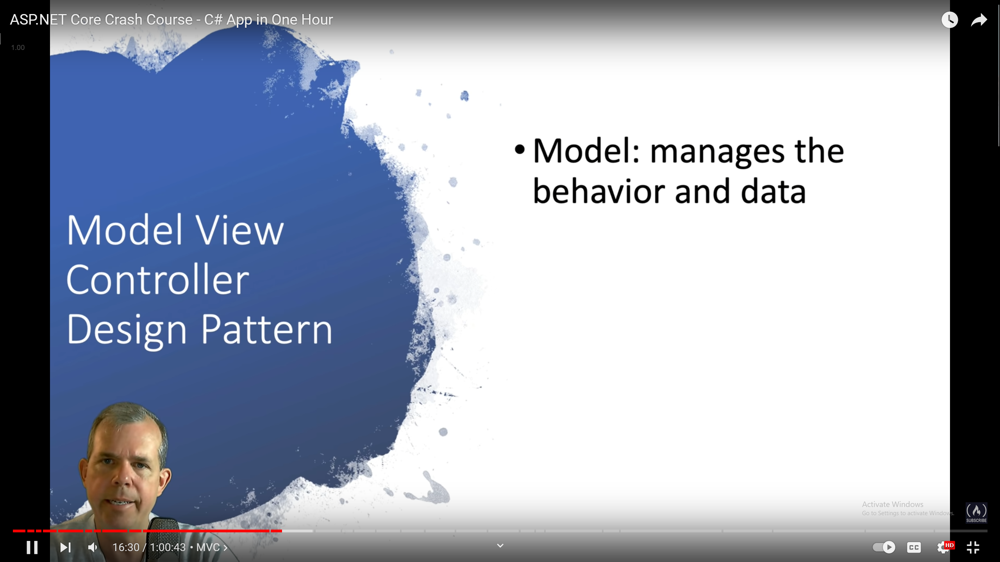 ASP.NET Core Crash Course - C# App in One Hour
1.00
• Model: manages the
behavior and data
Model View
Controller
Design Pattern
Activate Windows
Go to Settings to activate Windows.
SUBSCRIBE
16:30 / 1:00:43 • MVC >
CC
HD